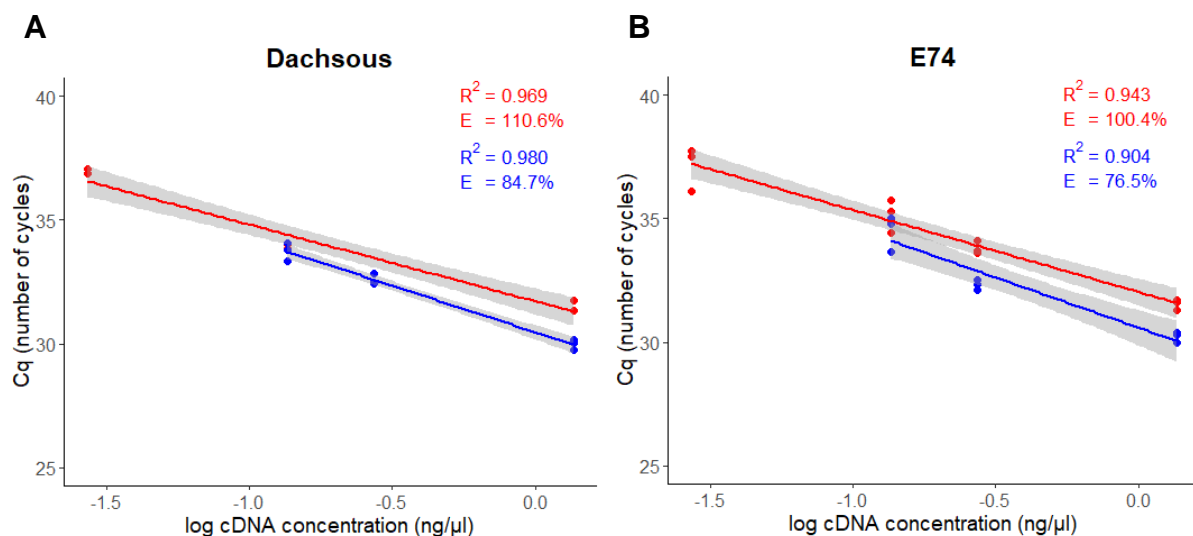 A
Dachsous
R2 = 0.969
E = 110.6%
R2 = 0.980
E = 84.7%
40
35
30
25
Cq (number of cycles)
-1.5 -1.0 -0.5 0.0
log cDNA concentration (ng/µl)
B
E74
R2 = 0.943
E = 100.4%
R2 = 0.904
E = 76.5%
40
35
30
25
Cq (number of cycles)
-1.5 -1.0 -0.5 0.0
log cDNA concentration (ng/µl)